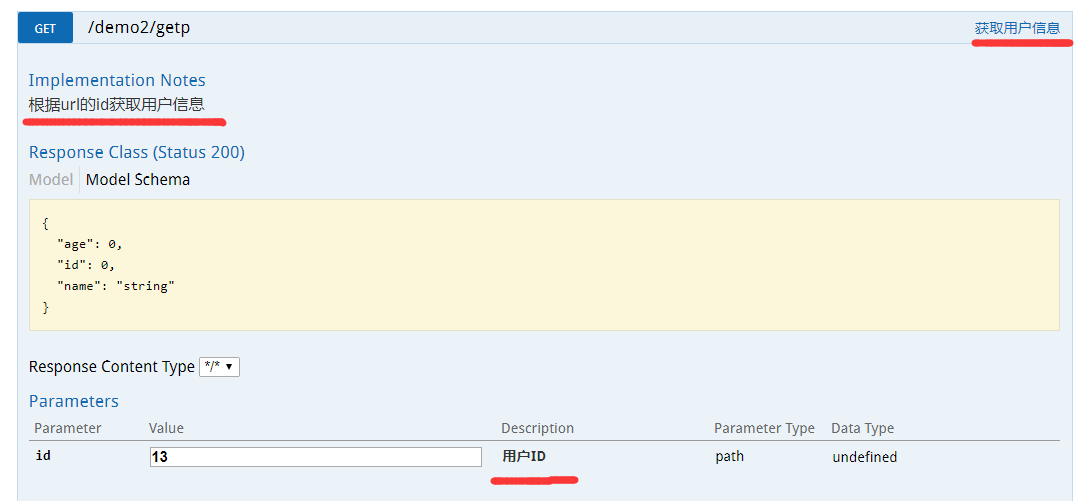 GET /demo2/getp 获取用户信息
Implementation Notes
根据url的id获取用户信息
Response Class (Status 200)
Model Model Schema
{
"age": 0,
"id": 0,
"name": "string"
}
Response Content Type */* ▼
Parameters
Parameter Value Description Parameter Type Data Type
id 13 用户ID path undefined